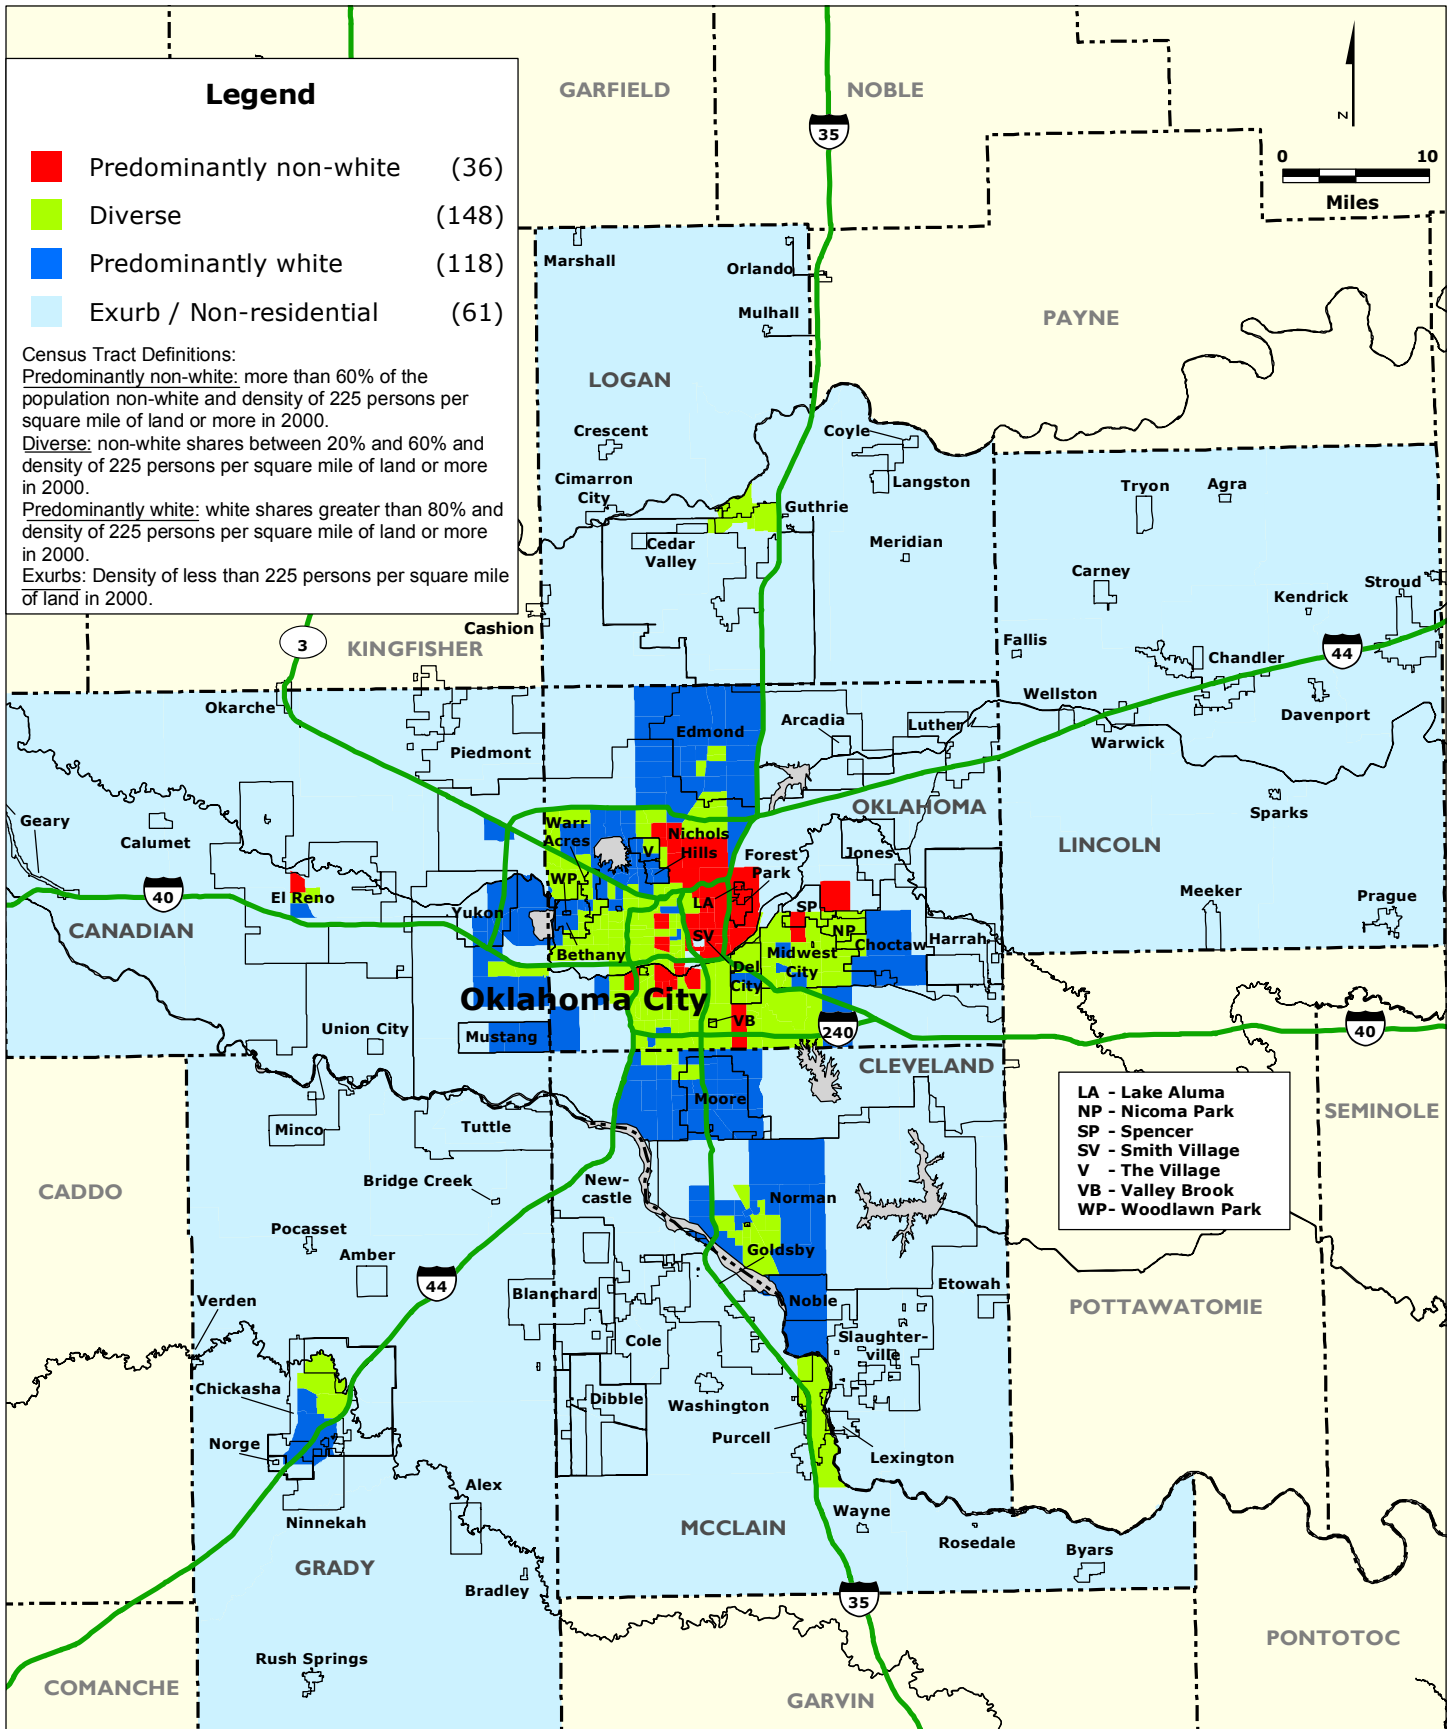 Legend
Predominantly non-white (36)
Diverse (148)
Predominantly white (118)
Exurb / Non-residential (61)
Census Tract Definitions:
Predominantly non-white: more than 60% of the
population non-white and density of 225 persons per
square mile of land or more in 2000.
Diverse: non-white shares between 20% and 60% and
density of 225 persons per square mile of land or more
in 2000.
Predominantly white: white shares greater than 80% and
density of 225 persons per square mile of land or more
in 2000.
Exurbs: Density of less than 225 persons per square mile
of land in 2000.
GARFIELD
NOBLE
35
N
0 10
Miles
Marshall
Orlando
Mulhall
PAYNE
LOGAN
Crescent
Coyle
Cimarron
City
Langston
Guthrie
Tryon
Agra
Cedar
Valley
Meridian
Carney
Kendrick
Stroud
Cashion
3
KINGFISHER
Fallis
Chandler
44
Okarche
Wellston
Davenport
Piedmont
Edmond
Arcadia
Luther
Warwick
OKLAHOMA
Sparks
Geary
Calumet
Warr
Acres
Nichols
Hills
V
Forest
Park
Jones
LINCOLN
40
El Reno
WP
LA
SP
Meeker
Prague
CANADIAN
Yukon
SV
NP
Bethany
Midwest
City
Choctaw
Harrah
Del
City
Oklahoma City
VB
240
40
Union City
Mustang
CLEVELAND
Moore
LA - Lake Aluma
NP - Nicoma Park
SP - Spencer
SV - Smith Village
V - The Village
VB - Valley Brook
WP- Woodlawn Park
SEMINOLE
Minco
Tuttle
CADDO
Bridge Creek
New-
castle
Norman
Pocasset
Amber
Goldsby
44
Etowah
Verden
Blanchard
Noble
POTTAWATOMIE
Cole
Slaughter-
ville
Chickasha
Dibble
Washington
Norge
Purcell
Lexington
Alex
Ninnekah
MCCLAIN
Wayne
Rosedale
Byars
GRADY
Bradley
35
Rush Springs
PONTOTOC
COMANCHE
GARVIN